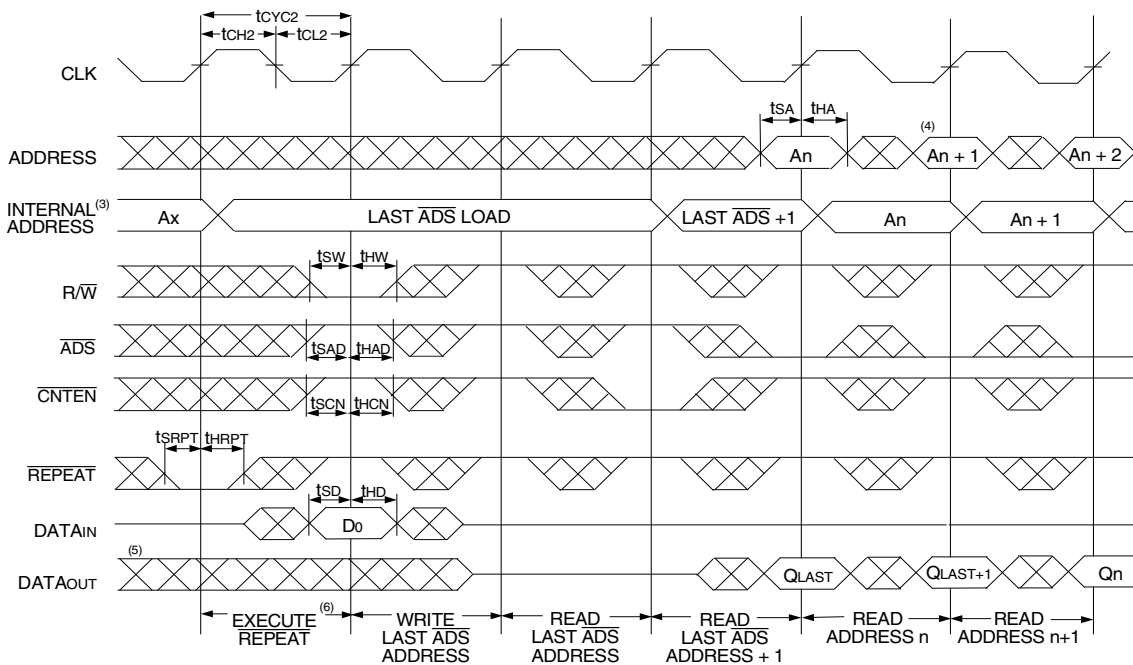 tCYC2
tCH2 tCL2
CLK
tSA tHA
(4)
ADDRESS An An + 1 An + 2
INTERNAL(3)
ADDRESS Ax LAST ADS LOAD LAST ADS +1 An An + 1
tSW tHW
R/W
ADS
tSAD tHAD
CNTEN
tSCN tHCN
tSRPT tHRPT
REPEAT
tSD tHD
DATAIN D0
(5)
DATAOUT QLAST QLAST+1 Qn
EXECUTE(6)
REPEAT
WRITE
LAST ADS
ADDRESS
READ
LAST ADS
ADDRESS
READ
LAST ADS
ADDRESS + 1
READ
ADDRESS n
READ
ADDRESS n+1